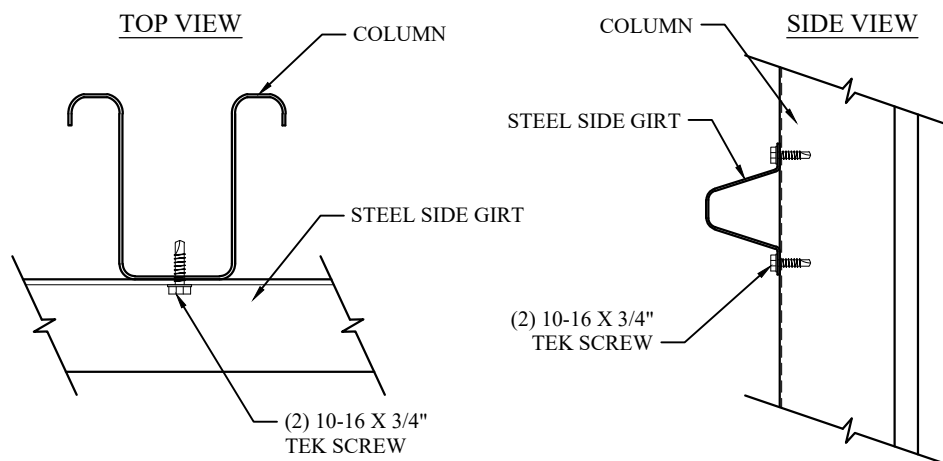 TOP VIEW
COLUMN
STEEL SIDE GIRT
(2) 10-16 X 3/4"
TEK SCREW
SIDE VIEW
COLUMN
STEEL SIDE GIRT
(2) 10-16 X 3/4"
TEK SCREW